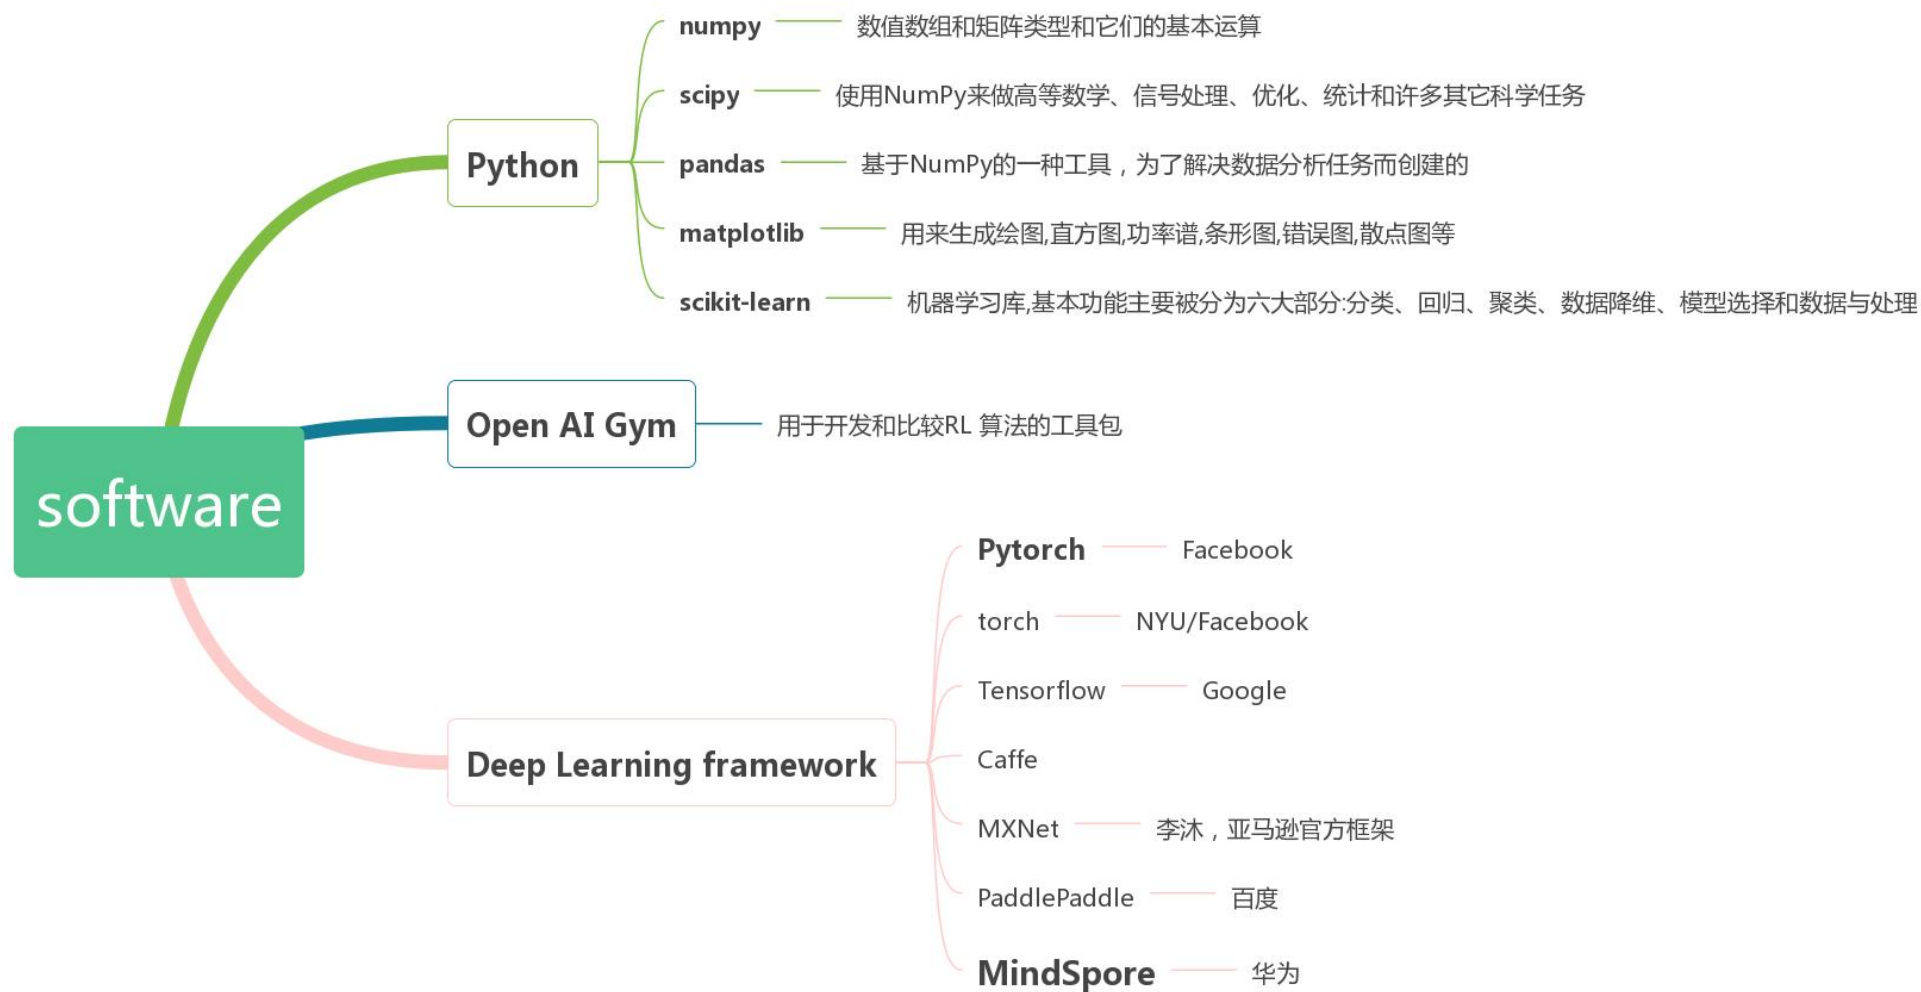 software
Python
numpy 数值数组和矩阵类型和它们的基本运算
scipy 使用NumPy来做高等数学、信号处理、优化、统计和许多其它科学任务
pandas 基于NumPy的一种工具，为了解决数据分析任务而创建的
matplotlib 用来生成绘图,直方图,功率谱,条形图,错误图,散点图等
scikit-learn 机器学习库,基本功能主要被分为六大部分:分类、回归、聚类、数据降维、模型选择和数据与处理
Open AI Gym 用于开发和比较RL 算法的工具包
Deep Learning framework
Pytorch Facebook
torch NYU/Facebook
Tensorflow Google
Caffe
MXNet 李沐，亚马逊官方框架
PaddlePaddle 百度
MindSpore 华为